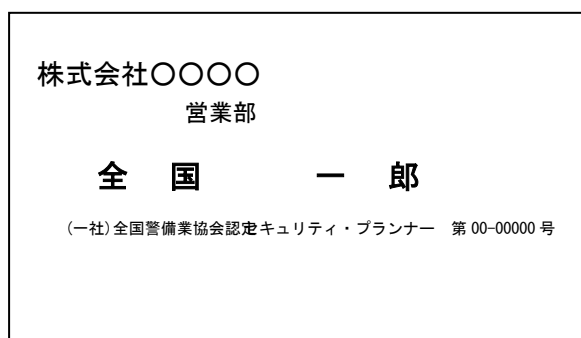 株式会社〇〇〇〇
営業部
全 国 一 郎
(一社)全国警備業協会認定セキュリティ・プランナー 第 00-00000 号